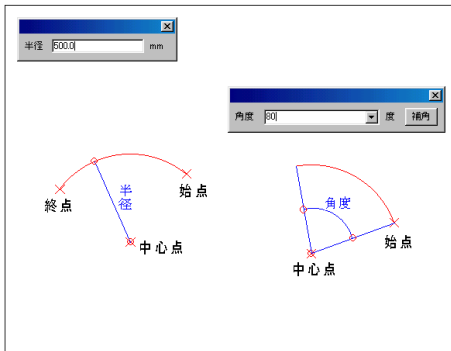 半径 500.0 mm
角度 80 度 補角
半径
終点
始点
中心点
角度
始点
中心点